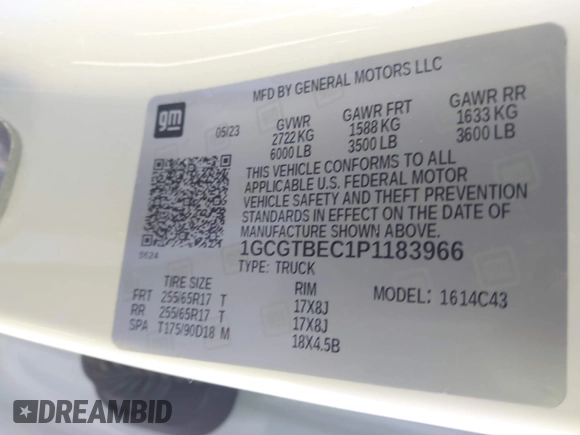 MFD BY GENERAL MOTORS LLC
gm
05/23
GVWR
2722 KG
6000 LB
GAWR FRT
1588 KG
3500 LB
GAWR RR
1633 KG
3600 LB
THIS VEHICLE CONFORMS TO ALL
APPLICABLE U.S. FEDERAL MOTOR
VEHICLE SAFETY AND THEFT PREVENTION
STANDARDS IN EFFECT ON THE DATE OF
MANUFACTURE SHOWN ABOVE.
1GCGTBEC1P1183966
TYPE: TRUCK
TIRE SIZE
RIM
MODEL: 1614C43
FRT 255/65R17 T 17X8J
RR 255/65R17 T 17X8J
SPA T175/90D18 M 18X4.5B
DREAMBID